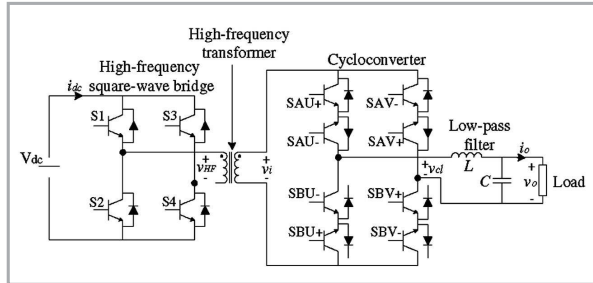 High-frequency
transformer
High-frequency
square-wave bridge
Cycloconverter
idc
S1
S3
SAU+
SAV-
SAU-
SAV+
Low-pass
filter
Vdc
+
vHF
-
+
vi
-
+
vcl
-
L
io
C
+
vo
-
Load
S2
S4
SBU-
SBV+
SBU+
SBV-